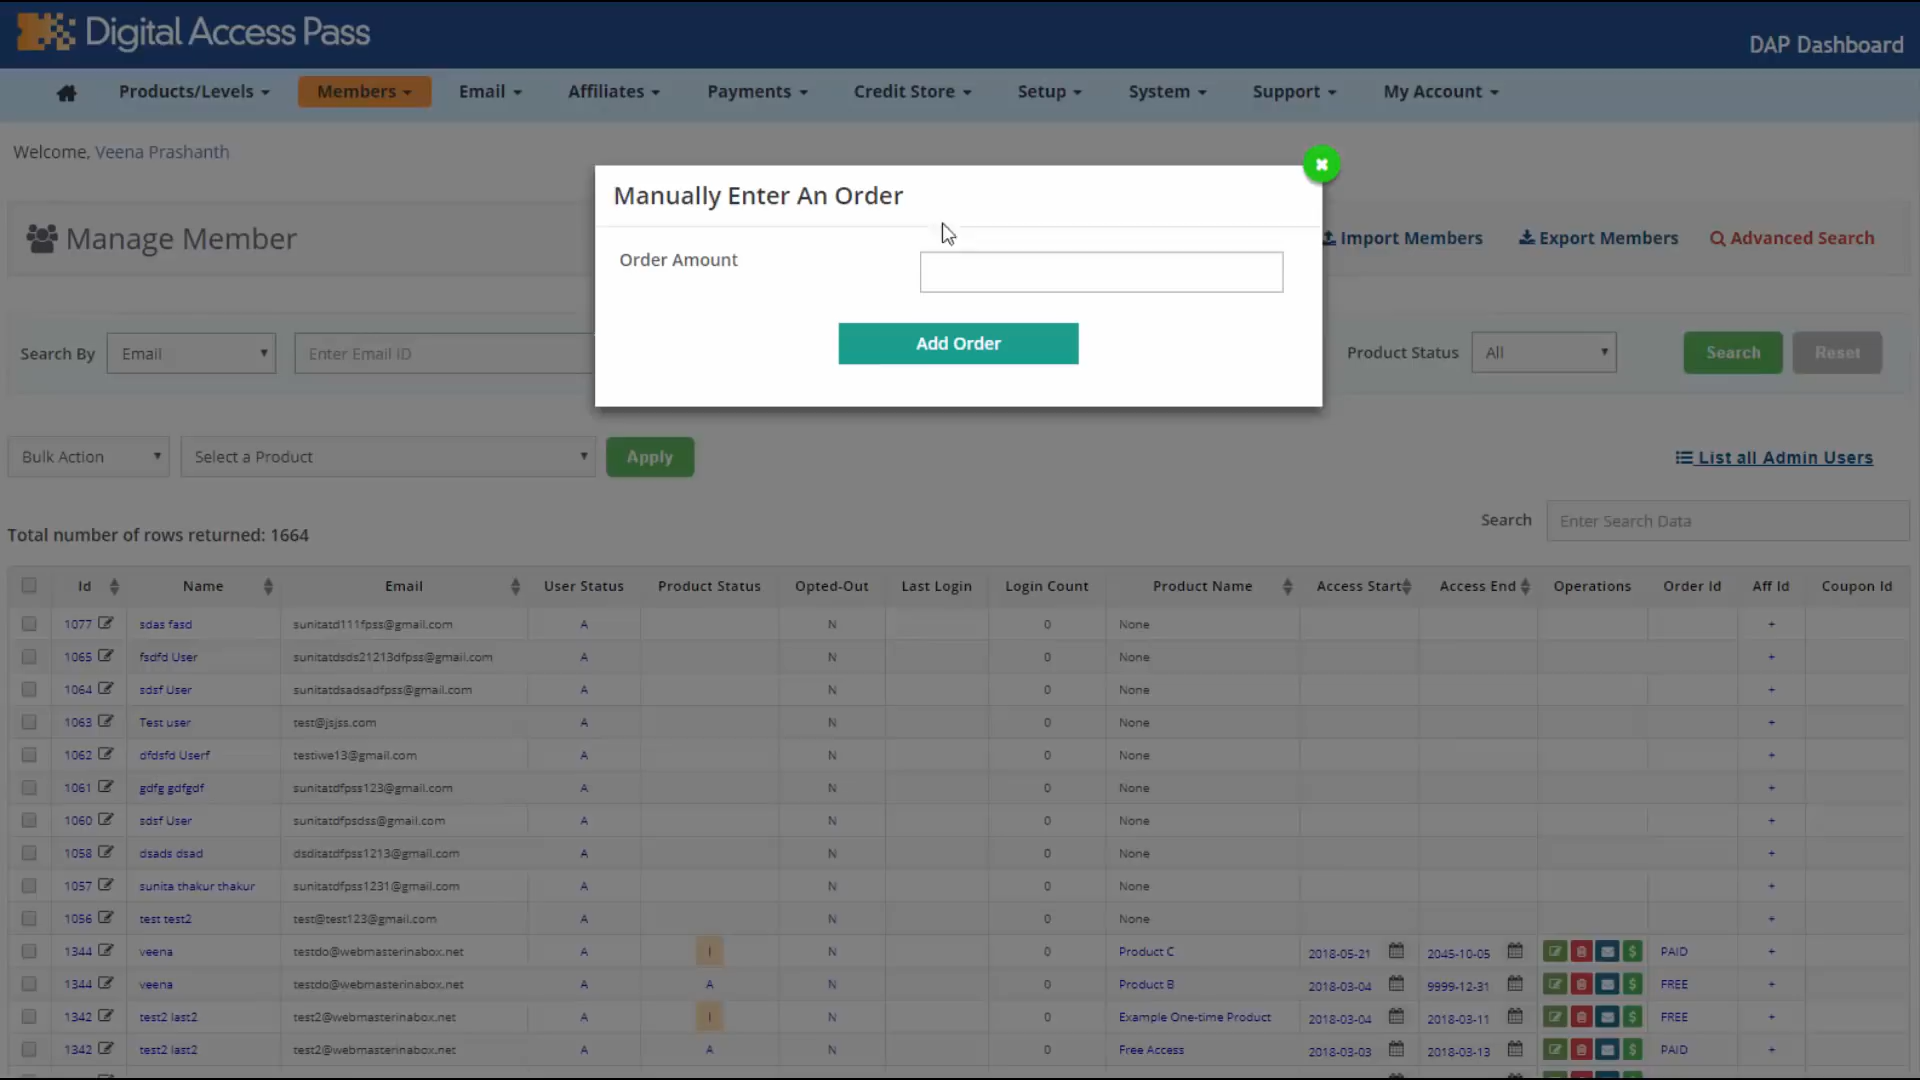 Digital Access Pass
DAP Dashboard
Products/Levels Members Email Affiliates Payments Credit Store Setup System Support My Account
Welcome, Veena Prashanth
Manually Enter An Order
Manage Member
Import Members Export Members Advanced Search
Order Amount
Add Order
Search By Email Enter Email ID Product Status All Search Reset
Bulk Action Select a Product Apply List all Admin Users
Search Enter Search Data
Total number of rows returned: 1664
Id Name Email User Status Product Status Opted-Out Last Login Login Count Product Name Access Start Access End Operations Order Id Aff Id Coupon Id
1077 sdas fasd sunitatd111fpss@gmail.com A N 0 None +
1065 fsdfd User sunitatdsds21213dfpss@gmail.com A N 0 None +
1064 sdsf User sunitatdsadsadfpss@gmail.com A N 0 None +
1063 Test user test@jsjss.com A N 0 None +
1062 dfdsfd Userf testiwe13@gmail.com A N 0 None +
1061 gdfg gdfgdf sunitatdfpss123@gmail.com A N 0 None +
1060 sdsf User sunitatdfpsdss@gmail.com A N 0 None +
1058 dsads dsad dsditatdfpss1213@gmail.com A N 0 None +
1057 sunita thakur thakur sunitatdfpss1231@gmail.com A N 0 None +
1056 test test2 test@test123@gmail.com A N 0 None +
1344 veena testdo@webmasterinabox.net A I N 0 Product C 2018-05-21 2045-10-05 $ PAID +
1344 veena testdo@webmasterinabox.net A A N 0 Product B 2018-03-04 9999-12-31 $ FREE +
1342 test2 last2 test2@webmasterinabox.net A I N 0 Example One-time Product 2018-03-04 2018-03-11 $ FREE +
1342 test2 last2 test2@webmasterinabox.net A A N 0 Free Access 2018-03-03 2018-03-13 $ PAID +